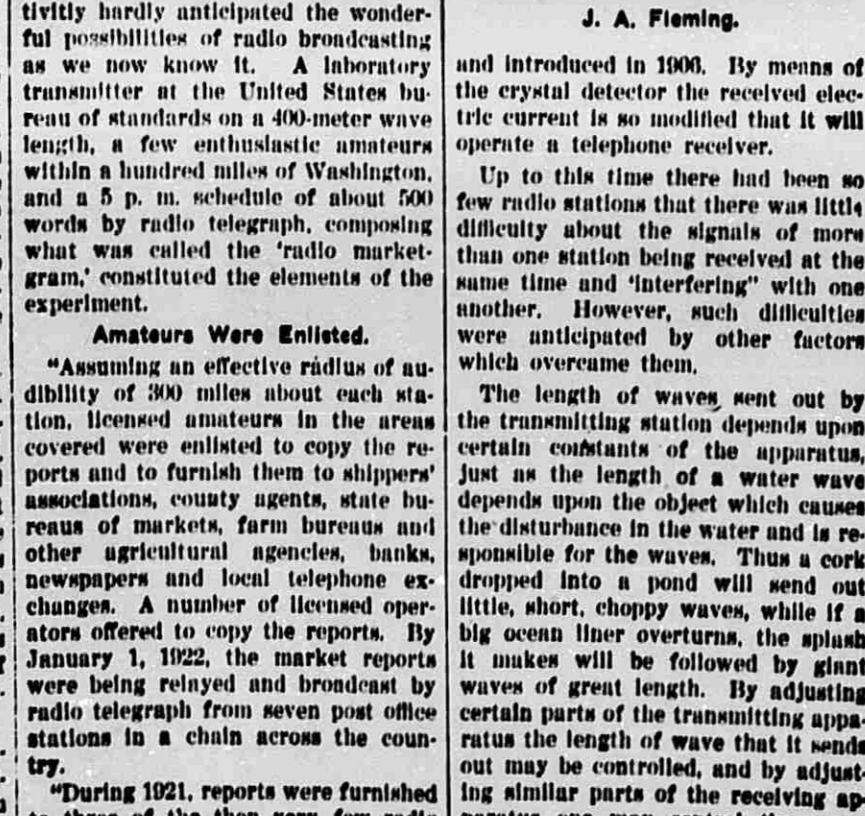 tivitly hardly anticipated the wonder-
ful possibilities of radio broadcasting
as we now know it. A laboratory
transmitter at the United States bu-
reau of standards on a 400-meter wave
length, a few enthusiastic amateurs
within a hundred miles of Washington,
and a 5 p. m. schedule of about 500
words by radio telegraph, composing
what was called the 'radio market-
gram,' constituted the elements of the
experiment.
Amateurs Were Enlisted.
"Assuming an effective radius of au-
dibility of 300 miles about each sta-
tion, licensed amateurs in the areas
covered were enlisted to copy the re-
ports and to furnish them to shippers'
associations, county agents, state bu-
reaus of markets, farm bureaus and
other agricultural agencies, banks,
newspapers and local telephone ex-
changes. A number of licensed oper-
ators offered to copy the reports. By
January 1, 1922, the market reports
were being relayed and broadcast by
radio telegraph from seven post office
stations in a chain across the coun-
try.
"During 1921, reports were furnished
to three of the then very few radio
J. A. Fleming.
and introduced in 1906. By means of
the crystal detector the received elec-
tric current is so modified that it will
operate a telephone receiver.
Up to this time there had been so
few radio stations that there was little
difficulty about the signals of more
than one station being received at the
same time and 'interfering" with one
another. However, such difficulties
were anticipated by other factors
which overcame them.
The length of waves sent out by
the transmitting station depends upon
certain constants of the apparatus,
just as the length of a water wave
depends upon the object which causes
the disturbance in the water and is re-
sponsible for the waves. Thus a cork
dropped into a pond will send out
little, short, choppy waves, while if a
big ocean liner overturns, the splash
it makes will be followed by giant
waves of great length. By adjusting
certain parts of the transmitting appa-
ratus the length of wave that it sends
out may be controlled, and by adjust-
ing similar parts of the receiving ap-